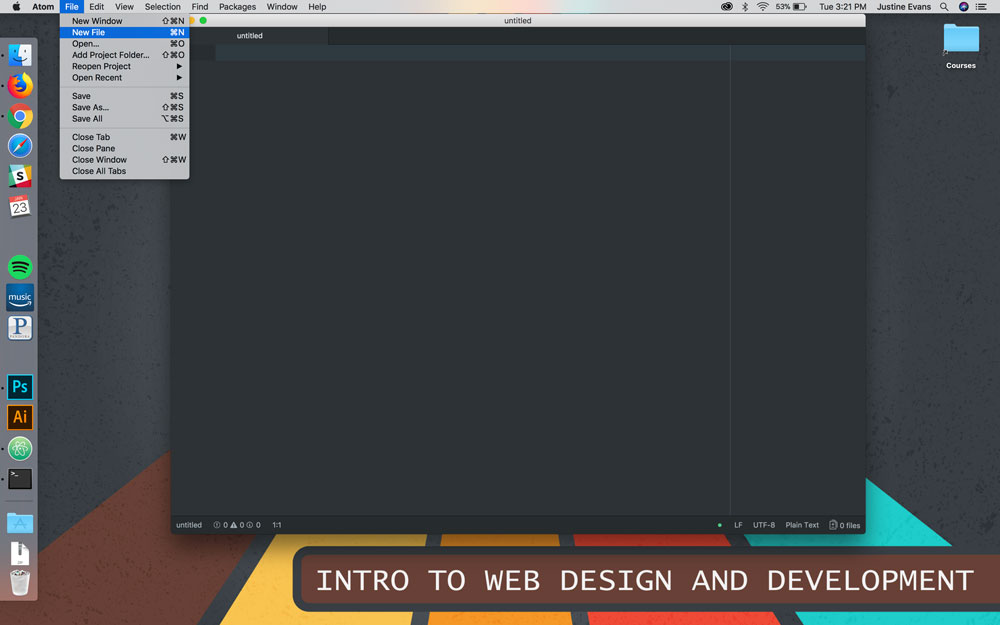 Atom File Edit View Selection Find Packages Window Help 53% Tue 3:21 PM Justine Evans
New Window ⇧⌘N
New File ⌘N
Open... ⌘O
Add Project Folder... ⇧⌘O
Reopen Project ▶
Open Recent ▶
Save ⌘S
Save As... ⇧⌘S
Save All ⌥⌘S
Close Tab ⌘W
Close Pane
Close Window ⇧⌘W
Close All Tabs
untitled
untitled
Courses
S
23
music
P
Ps
Ai
>_
untitled 0 0 0 1:1 LF UTF-8 Plain Text 0 files
INTRO TO WEB DESIGN AND DEVELOPMENT